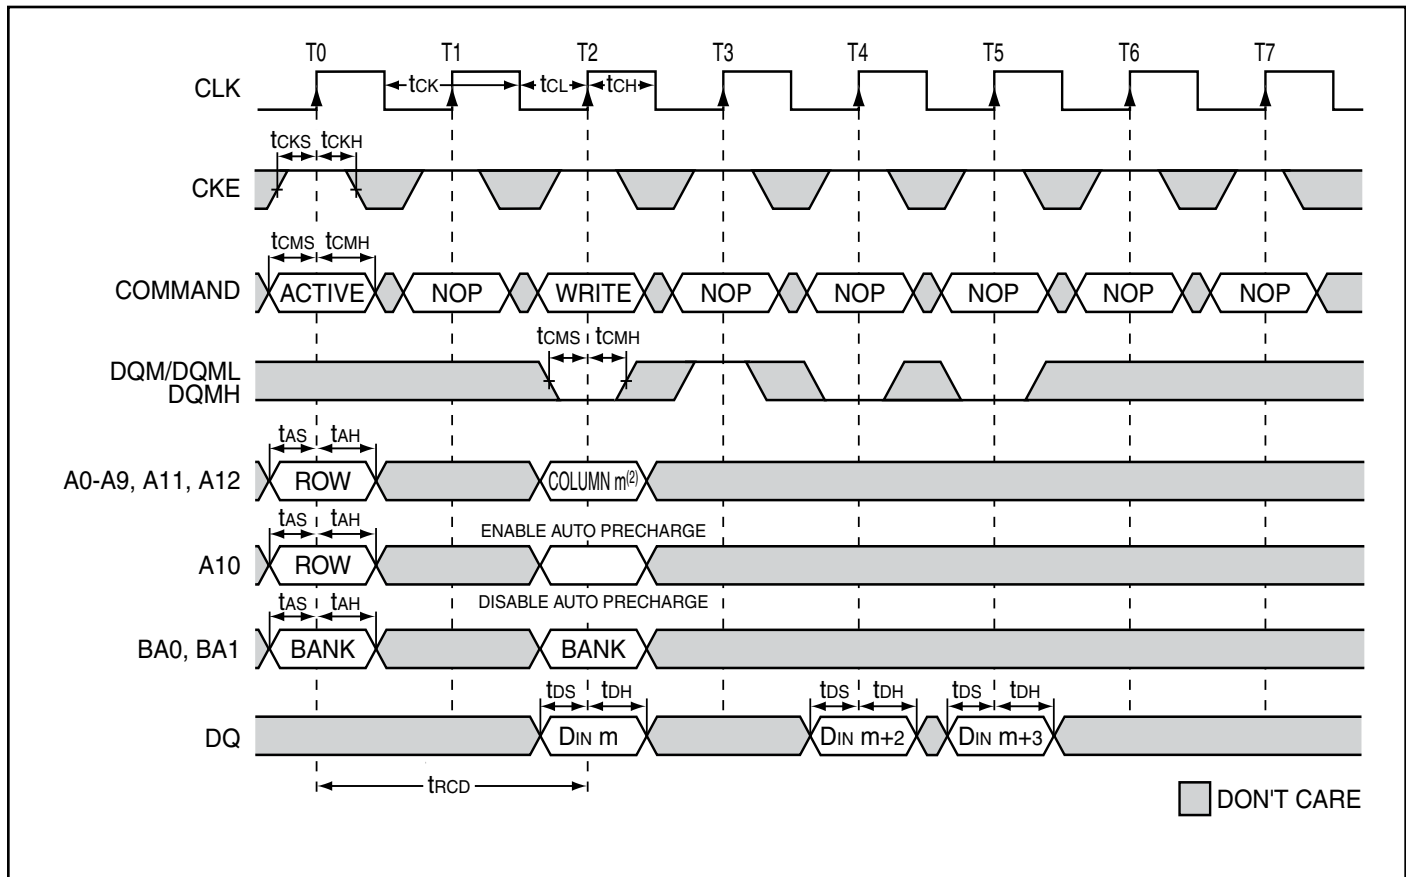 T0 T1 T2 T3 T4 T5 T6 T7
CLK
tCK tCL tCH
tCKS tCKH
CKE
tCMS tCMH
COMMAND ACTIVE NOP WRITE NOP NOP NOP NOP NOP
tCMS tCMH
DQM/DQML
DQMH
tAS tAH
A0-A9, A11, A12 ROW COLUMN m(2)
tAS tAH
ENABLE AUTO PRECHARGE
A10 ROW
tAS tAH
DISABLE AUTO PRECHARGE
BA0, BA1 BANK BANK
tDS tDH tDS tDH tDS tDH
DQ DIN m DIN m+2 DIN m+3
tRCD
DON'T CARE